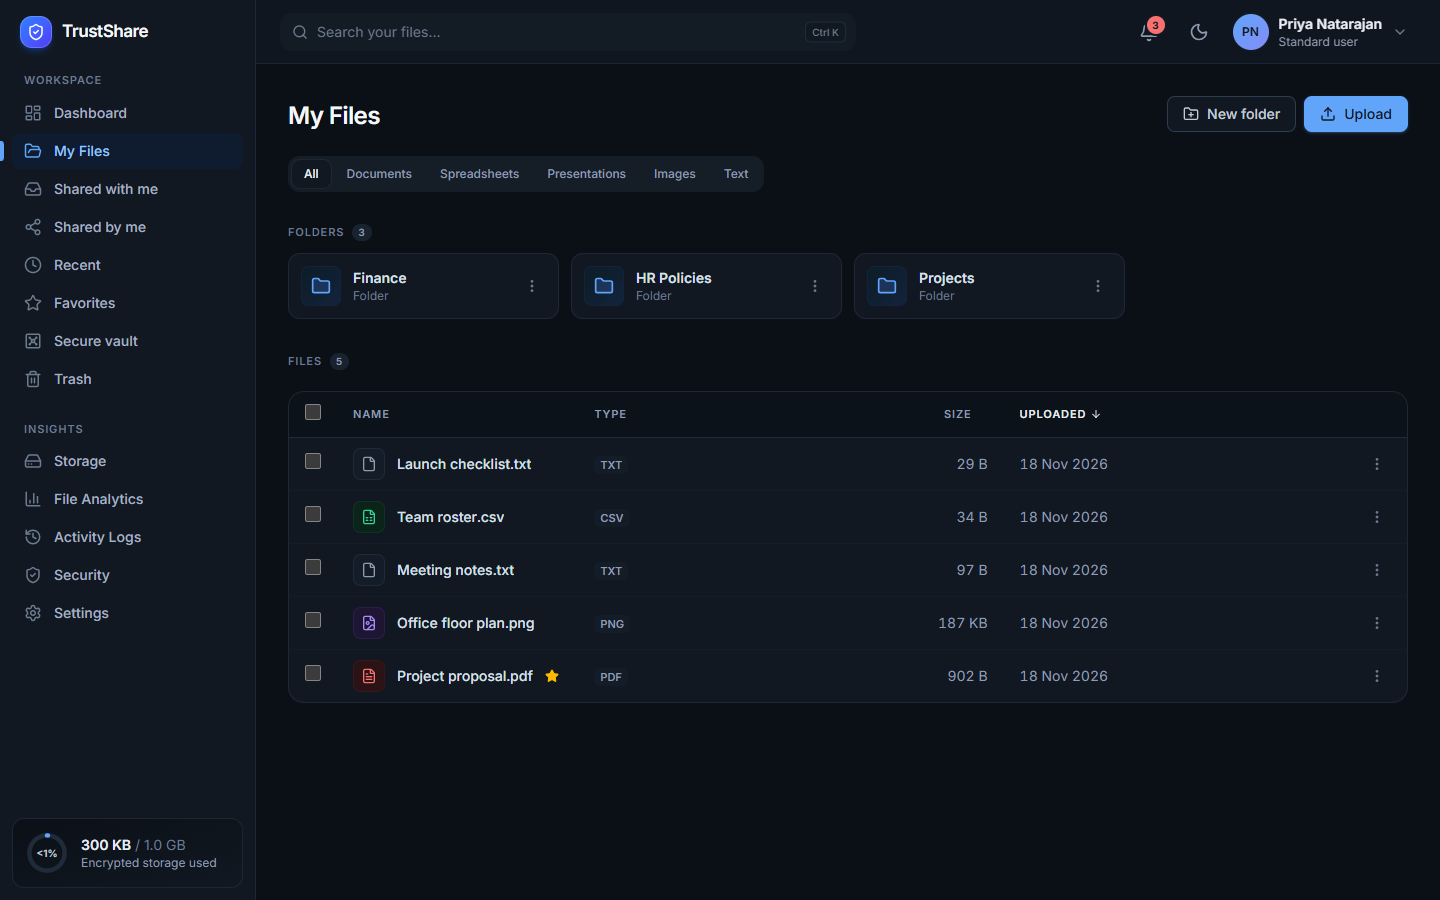 TrustShare
Search your files...
Ctrl K
3
PN
Priya Natarajan
Standard user
WORKSPACE
Dashboard
My Files
Shared with me
Shared by me
Recent
Favorites
Secure vault
Trash
INSIGHTS
Storage
File Analytics
Activity Logs
Security
Settings
<1%
300 KB / 1.0 GB
Encrypted storage used
My Files
New folder
Upload
All
Documents
Spreadsheets
Presentations
Images
Text
FOLDERS 3
Finance
Folder
HR Policies
Folder
Projects
Folder
FILES 5
NAME TYPE SIZE UPLOADED ↓
Launch checklist.txt TXT 29 B 18 Nov 2026
Team roster.csv CSV 34 B 18 Nov 2026
Meeting notes.txt TXT 97 B 18 Nov 2026
Office floor plan.png PNG 187 KB 18 Nov 2026
Project proposal.pdf PDF 902 B 18 Nov 2026